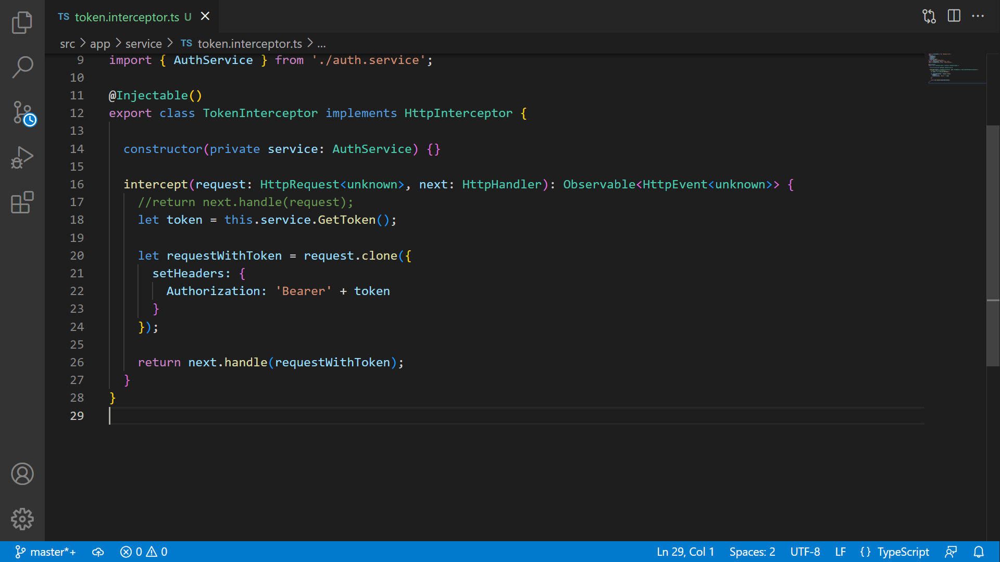 TS token.interceptor.ts U
src > app > service > TS token.interceptor.ts > ...
9 import { AuthService } from './auth.service';
10
11 @Injectable()
12 export class TokenInterceptor implements HttpInterceptor {
13
14 constructor(private service: AuthService) {}
15
16 intercept(request: HttpRequest<unknown>, next: HttpHandler): Observable<HttpEvent<unknown>> {
17 //return next.handle(request);
18 let token = this.service.GetToken();
19
20 let requestWithToken = request.clone({
21 setHeaders: {
22 Authorization: 'Bearer' + token
23 }
24 });
25
26 return next.handle(requestWithToken);
27 }
28 }
29
master*+ 0 0 Ln 29, Col 1 Spaces: 2 UTF-8 LF {} TypeScript